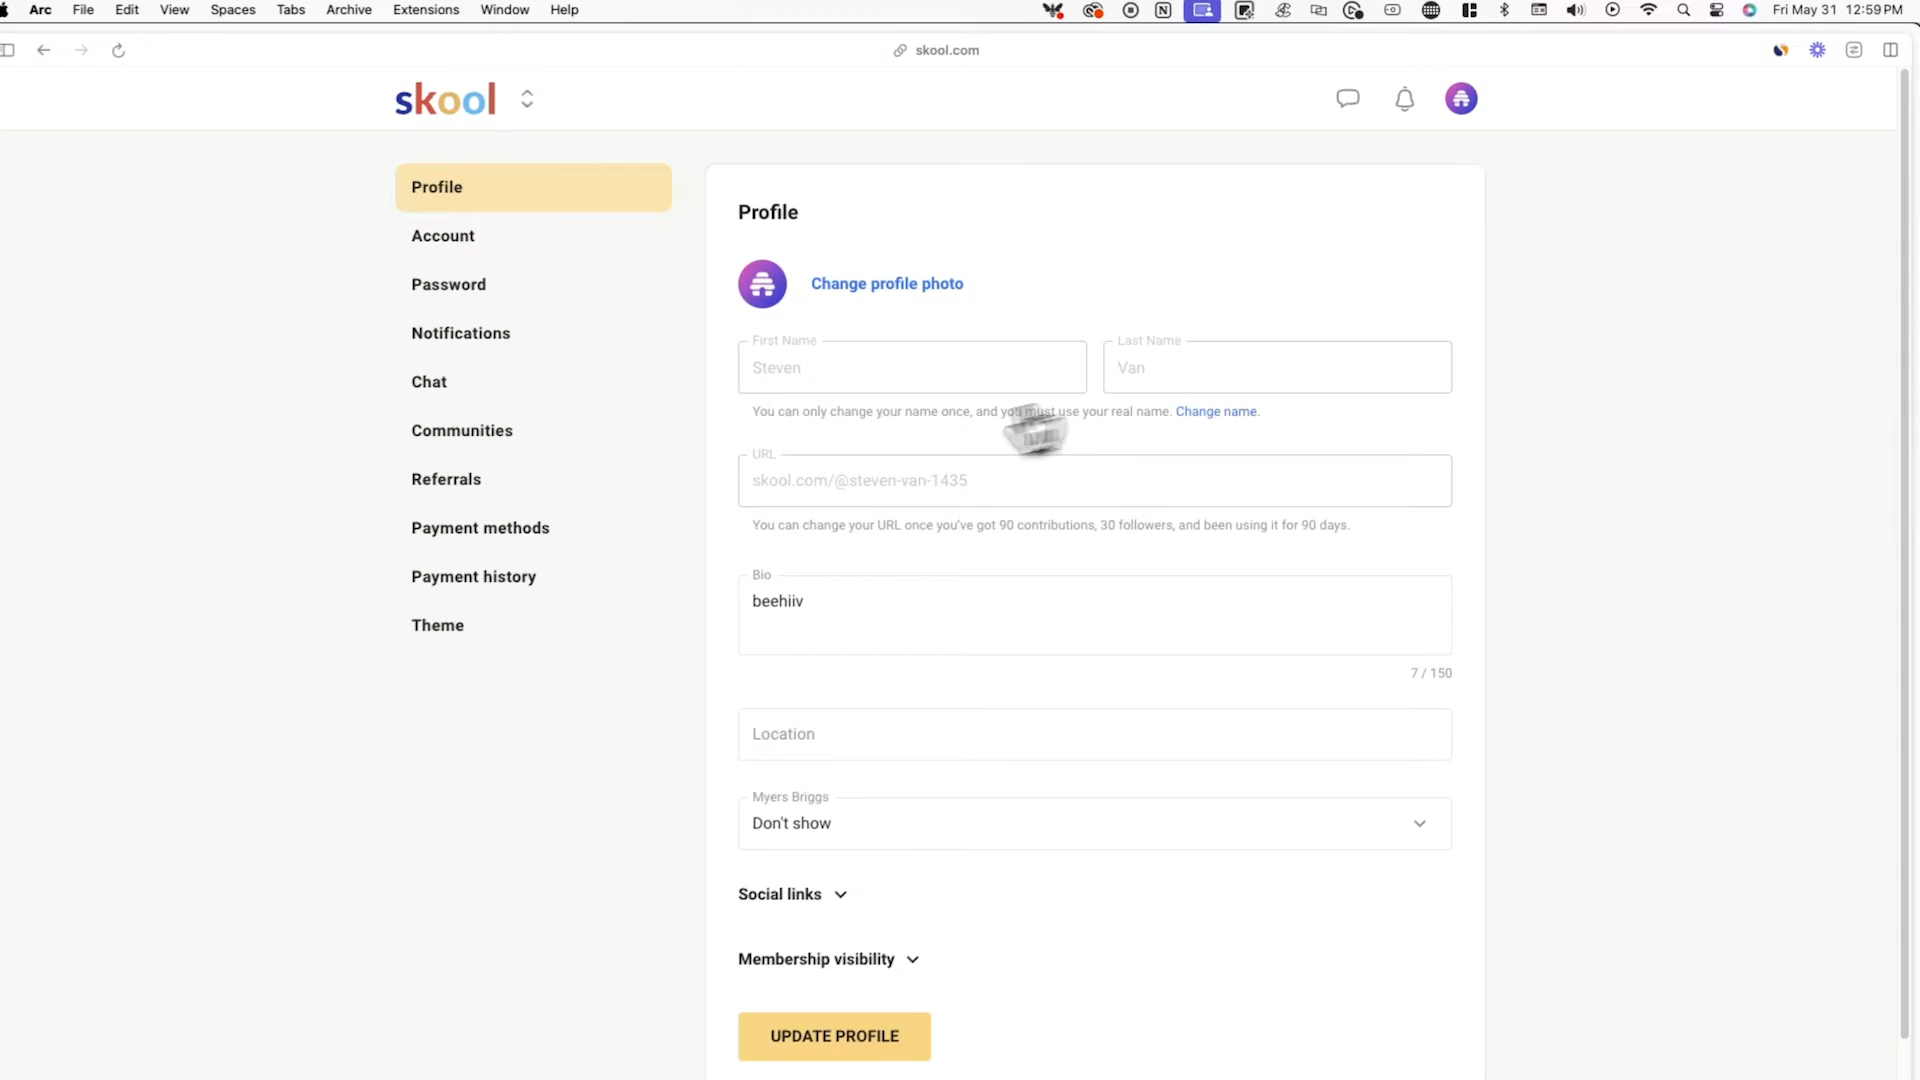 Arc File Edit View Spaces Tabs Archive Extensions Window Help Fri May 31 12:59 PM
skool.com
skool
Profile
Account
Password
Notifications
Chat
Communities
Referrals
Payment methods
Payment history
Theme
Profile
Change profile photo
First Name
Steven
Last Name
Van
You can only change your name once, and you must use your real name. Change name.
URL
skool.com/@steven-van-1435
You can change your URL once you've got 90 contributions, 30 followers, and been using it for 90 days.
Bio
beehiiv
7 / 150
Location
Myers Briggs
Don't show
Social links
Membership visibility
UPDATE PROFILE